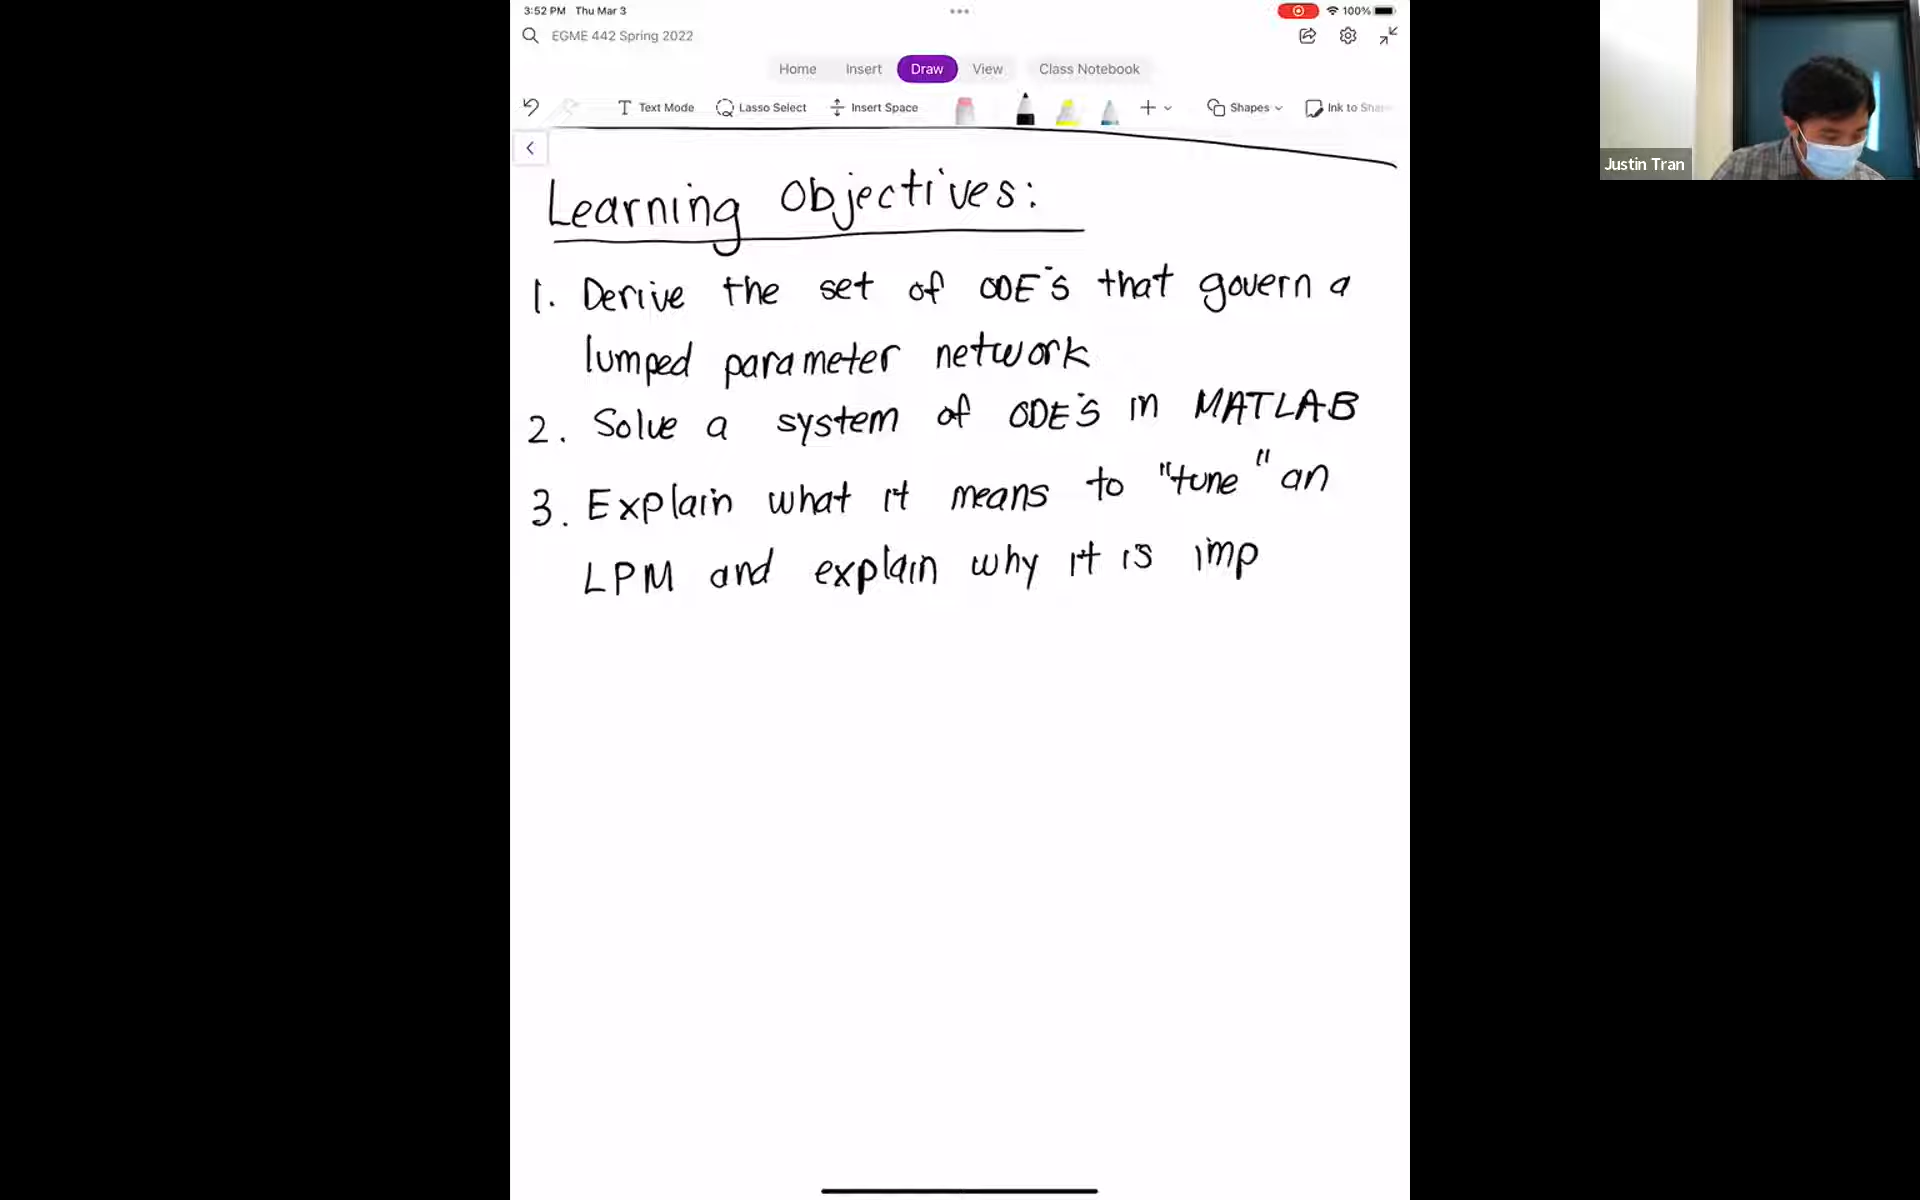 3:52 PM Thu Mar 3
100%
EGME 442 Spring 2022
Home Insert Draw View Class Notebook
Text Mode Lasso Select Insert Space Shapes Ink to Shap
Justin Tran
Learning Objectives:
1. Derive the set of ODE's that govern a
lumped parameter network
2. Solve a system of ODE's in MATLAB
3. Explain what it means to "tune" an
LPM and explain why it is imp